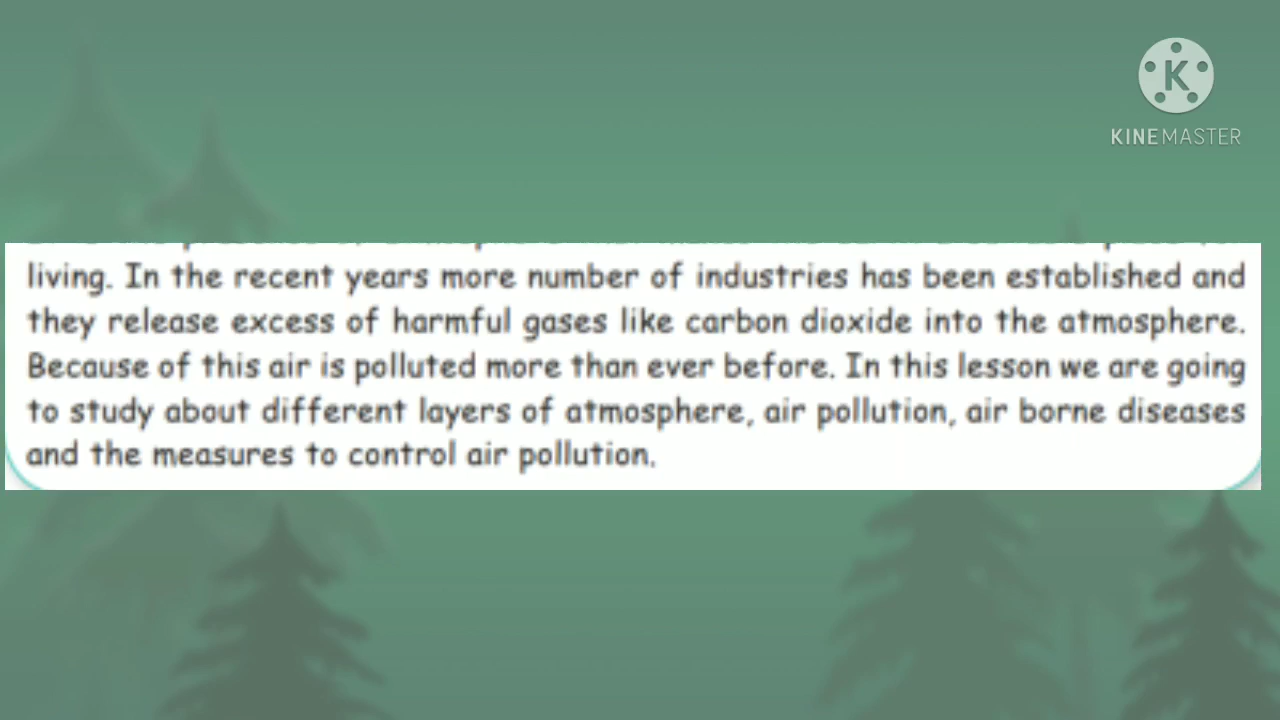 KINEMASTER
living. In the recent years more number of industries has been established and
they release excess of harmful gases like carbon dioxide into the atmosphere.
Because of this air is polluted more than ever before. In this lesson we are going
to study about different layers of atmosphere, air pollution, air borne diseases
and the measures to control air pollution.